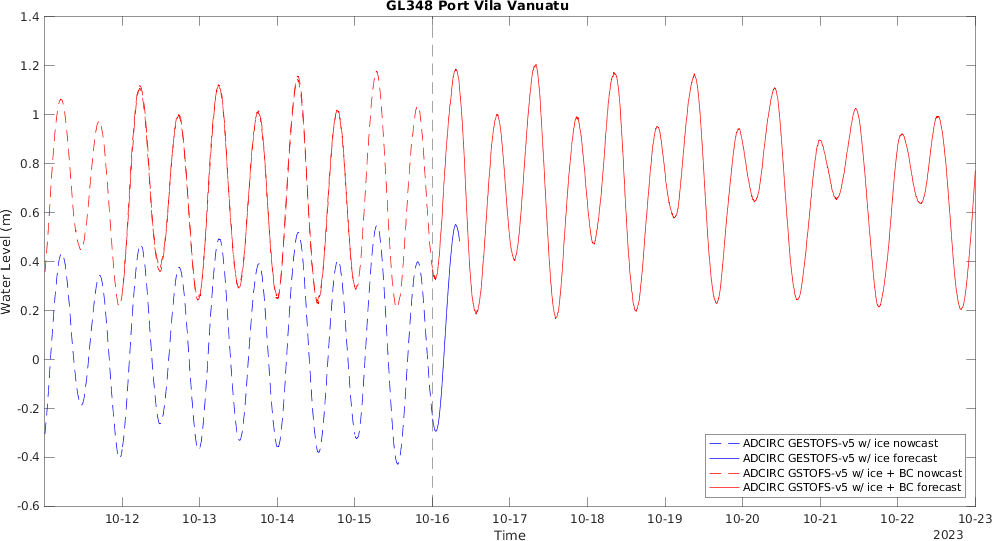 GL348 Port Vila Vanuatu
1.4
1.2
1
0.8
0.6
0.4
0.2
0
-0.2
-0.4
-0.6
Water Level (m)
ADCIRC GESTOFS-v5 w/ ice nowcast
ADCIRC GESTOFS-v5 w/ ice forecast
ADCIRC GSTOFS-v5 w/ ice + BC nowcast
ADCIRC GSTOFS-v5 w/ ice + BC forecast
10-12 10-13 10-14 10-15 10-16 10-17 10-18 10-19 10-20 10-21 10-22 10-23
Time
2023